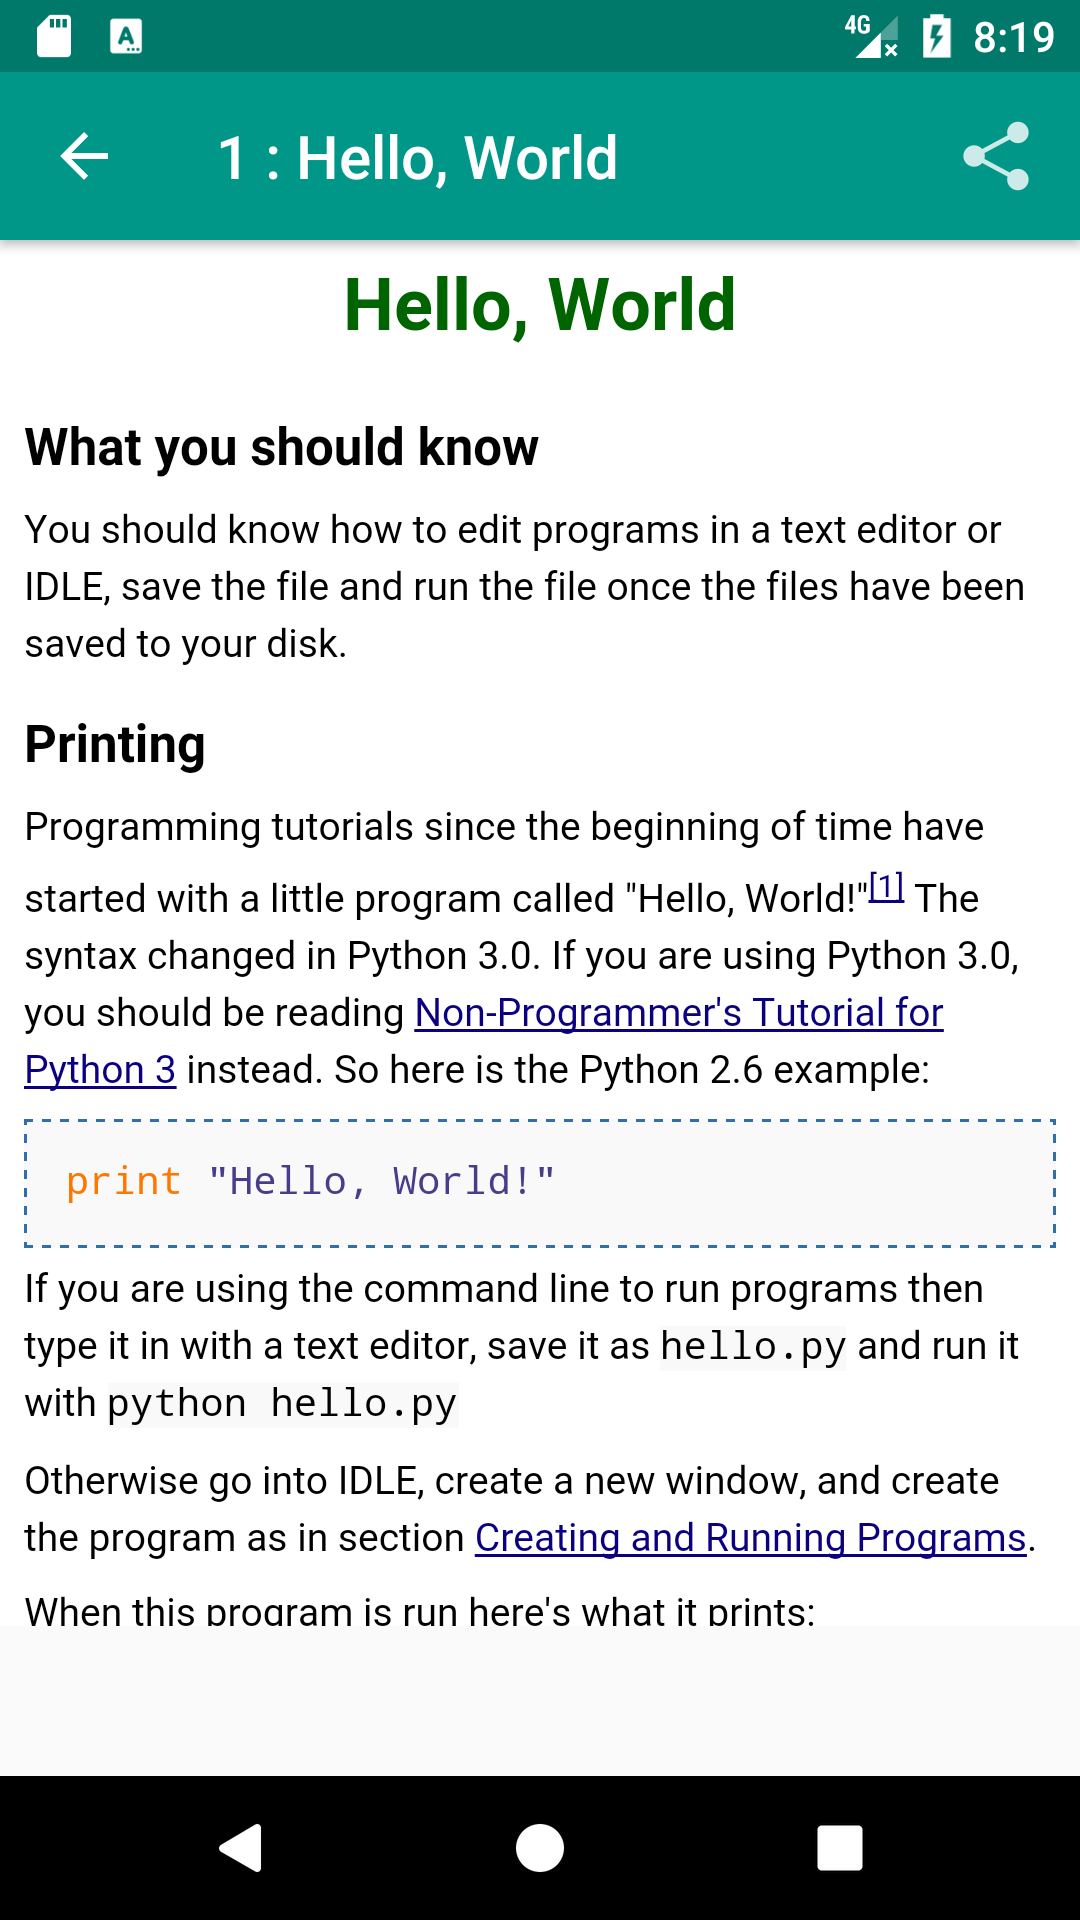 4G 8:19
1 : Hello, World
Hello, World
What you should know
You should know how to edit programs in a text editor or
IDLE, save the file and run the file once the files have been
saved to your disk.
Printing
Programming tutorials since the beginning of time have
started with a little program called "Hello, World!"[1] The
syntax changed in Python 3.0. If you are using Python 3.0,
you should be reading Non-Programmer's Tutorial for
Python 3 instead. So here is the Python 2.6 example:
print "Hello, World!"
If you are using the command line to run programs then
type it in with a text editor, save it as hello.py and run it
with python hello.py
Otherwise go into IDLE, create a new window, and create
the program as in section Creating and Running Programs.
When this program is run here's what it prints: